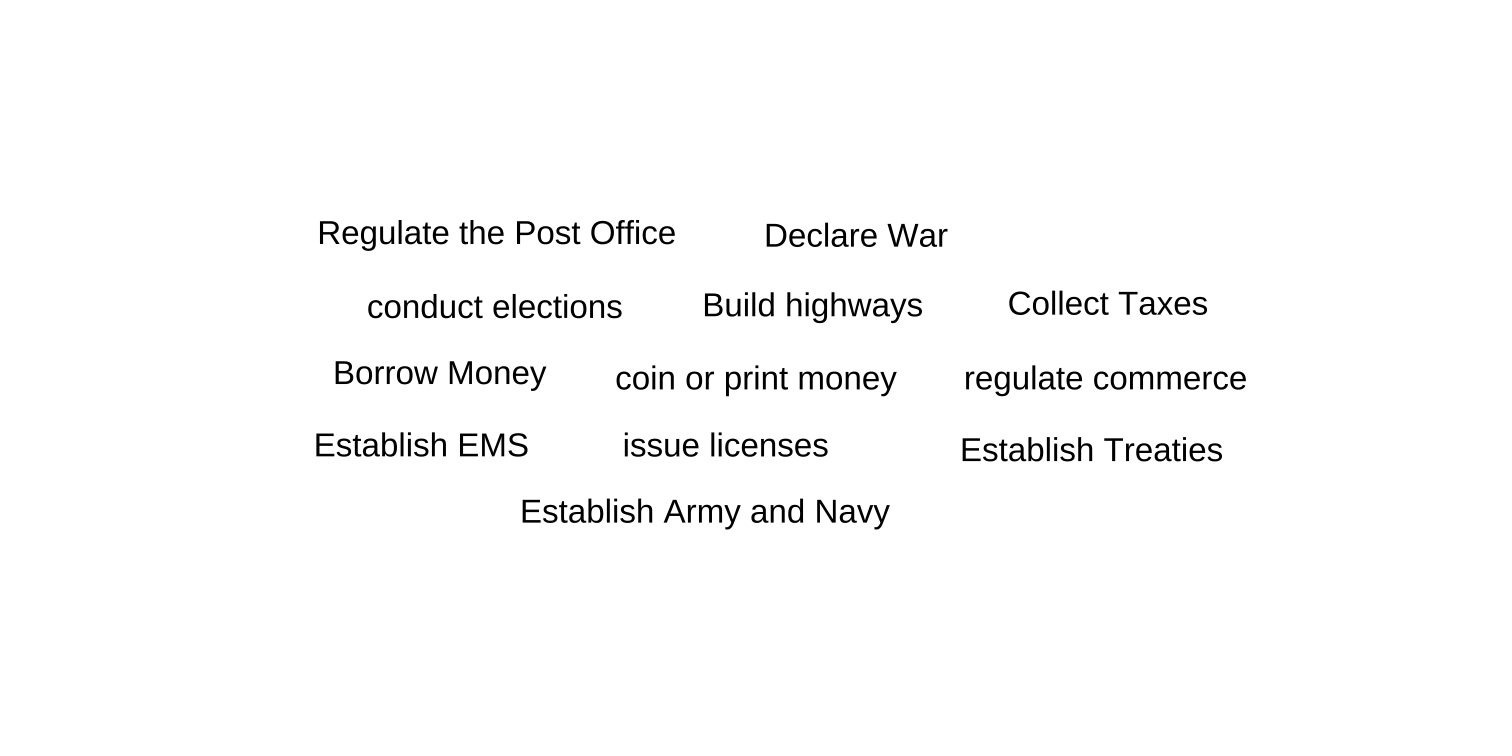 Regulate the Post Office Declare War
conduct elections Build highways Collect Taxes
Borrow Money coin or print money regulate commerce
Establish EMS issue licenses Establish Treaties
Establish Army and Navy